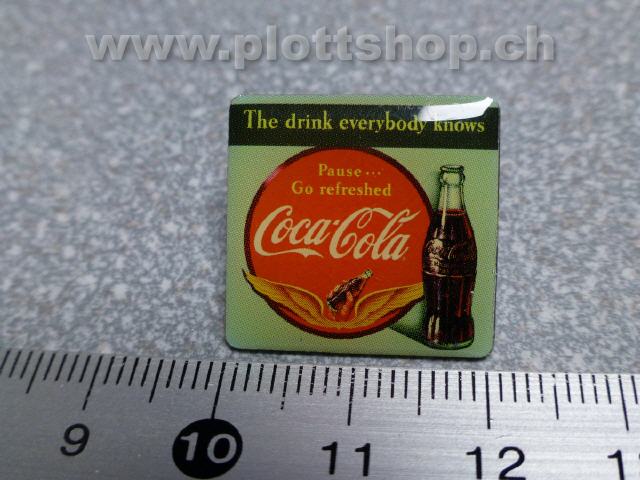 www.plottshop.ch
The drink everybody knows
Pause...
Go refreshed
Coca-Cola
9 10 11 12